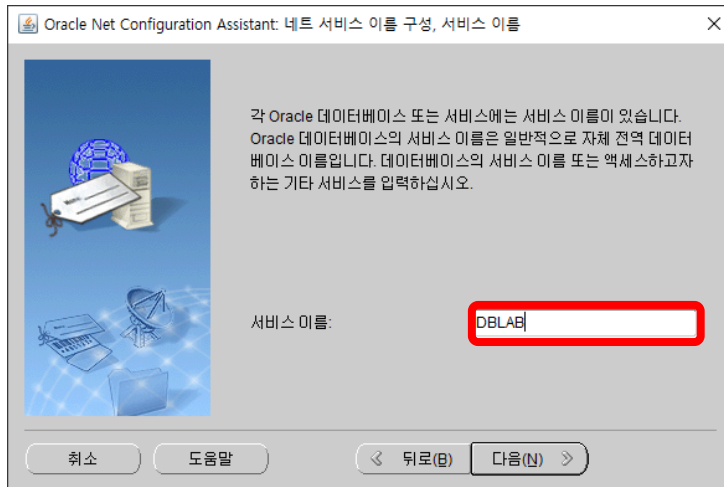 Oracle Net Configuration Assistant: 네트 서비스 이름 구성, 서비스 이름
각 Oracle 데이터베이스 또는 서비스에는 서비스 이름이 있습니다.
Oracle 데이터베이스의 서비스 이름은 일반적으로 자체 전역 데이터
베이스 이름입니다. 데이터베이스의 서비스 이름 또는 액세스하고자
하는 기타 서비스를 입력하십시오.
서비스 이름:
DBLAB
취소
도움말
뒤로(B)
다음(N)